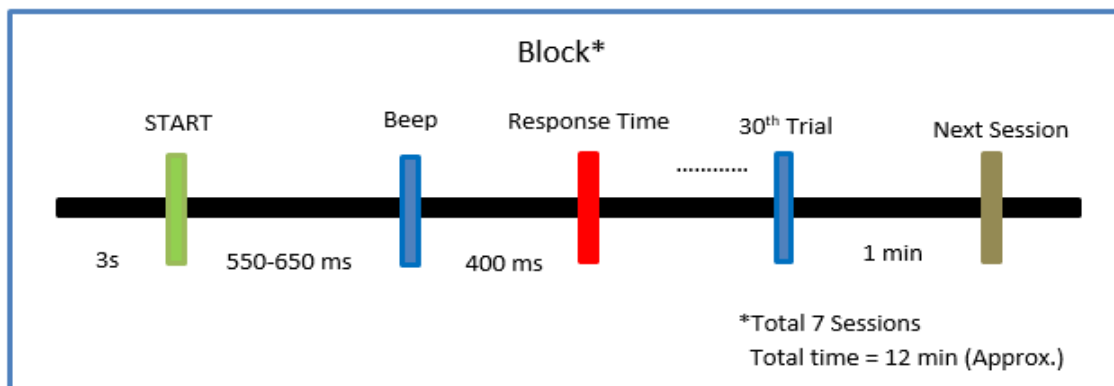 Block*
START
Beep
Response Time
30th Trial
Next Session
3s
550-650 ms
400 ms
............
1 min
*Total 7 Sessions
Total time = 12 min (Approx.)